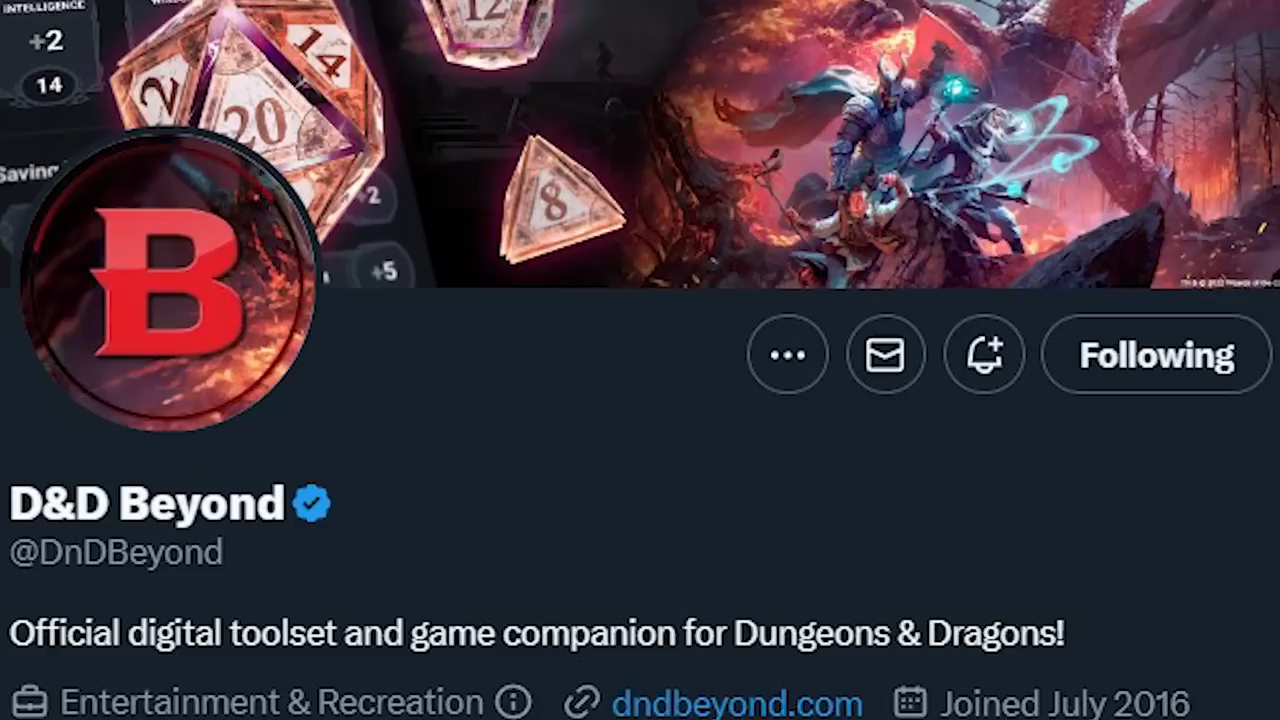 INTELLIGENCE
+2
14
12
14
2
20
8
Saving
+2
+5
B
Following
D&D Beyond
@DnDBeyond
Official digital toolset and game companion for Dungeons & Dragons!
Entertainment & Recreation
dndbeyond.com
Joined July 2016